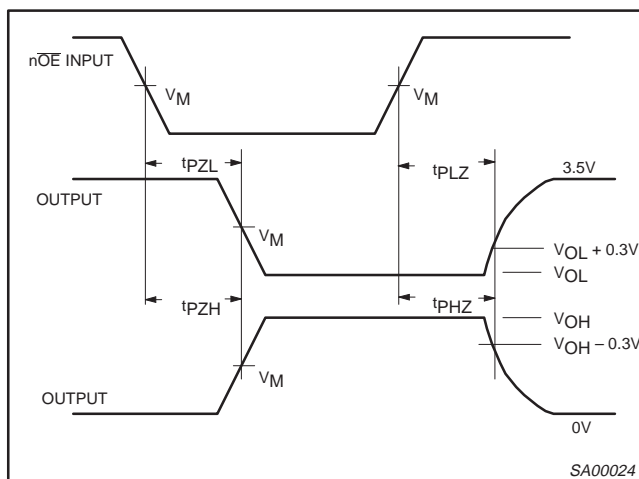 nOE INPUT
VM
VM
tPZL
tPLZ
3.5V
OUTPUT
VM
VOL + 0.3V
VOL
tPZH
tPHZ
VOH
VOH – 0.3V
VM
OUTPUT
0V
SA00024